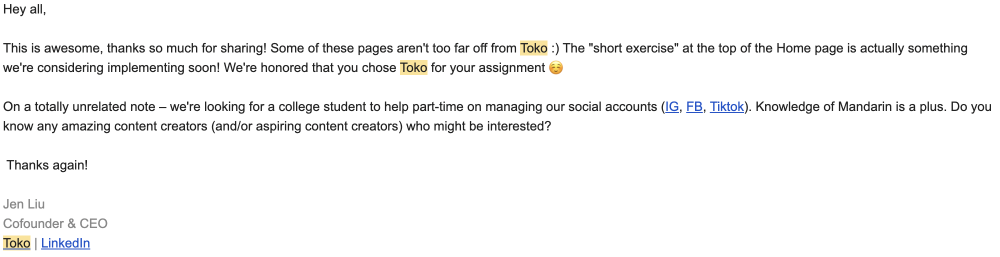 Hey all,
This is awesome, thanks so much for sharing! Some of these pages aren't too far off from Toko :) The "short exercise" at the top of the Home page is actually something
we're considering implementing soon! We're honored that you chose Toko for your assignment ☺️
On a totally unrelated note – we're looking for a college student to help part-time on managing our social accounts (IG, FB, Tiktok). Knowledge of Mandarin is a plus. Do you
know any amazing content creators (and/or aspiring content creators) who might be interested?
Thanks again!
Jen Liu
Cofounder & CEO
Toko | LinkedIn